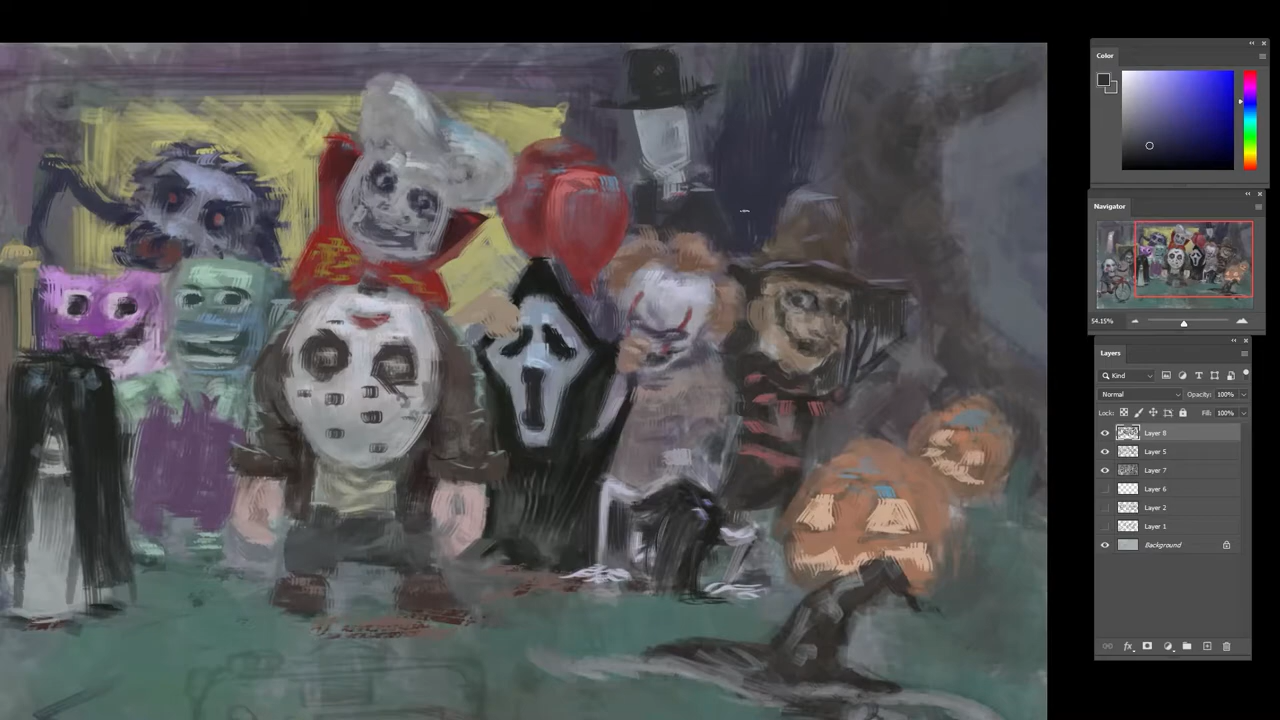 Color
Navigator
54.15%
Layers
Kind
Normal
Opacity: 100%
Lock:
Fill: 100%
Layer 8
Layer 5
Layer 7
Layer 6
Layer 2
Layer 1
Background
fx